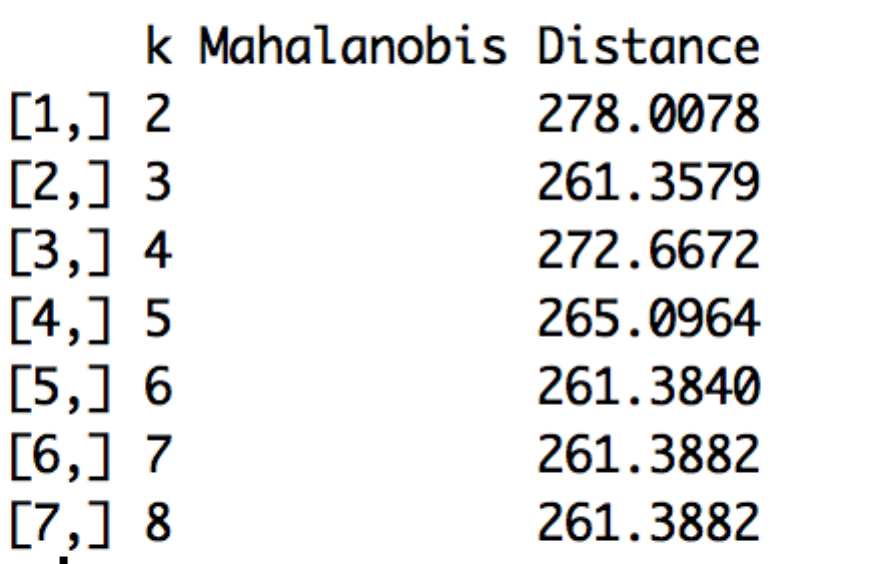 k Mahalanobis Distance
[1,] 2 278.0078
[2,] 3 261.3579
[3,] 4 272.6672
[4,] 5 265.0964
[5,] 6 261.3840
[6,] 7 261.3882
[7,] 8 261.3882